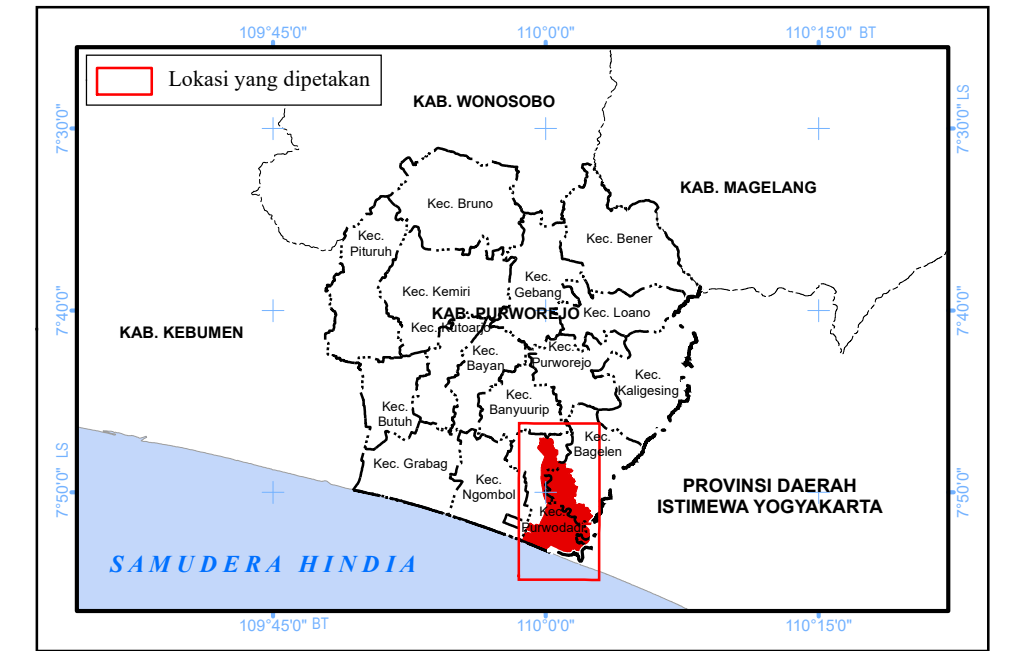 109°45'0"
110°0'0"
110°15'0" BT
Lokasi yang dipetakan
KAB. WONOSOBO
7°30'0"
7°30'0" LS
KAB. MAGELANG
Kec. Bruno
Kec.
Pituruh
Kec. Bener
Kec.
Gebang
Kec. Kemiri
7°40'0"
7°40'0"
KAB. PURWOREJO
Kec. Loano
Kec. Kutoarjo
KAB. KEBUMEN
Kec.
Bayan
Kec.
Purworejo
Kec.
Kaligesing
Kec.
Banyuurip
Kec.
Butuh
Kec.
Bagelen
Kec. Grabag
Kec.
Ngombol
7°50'0" LS
7°50'0"
PROVINSI DAERAH
ISTIMEWA YOGYAKARTA
Kec.
Purwodadi
SAMUDERA HINDIA
109°45'0" BT
110°0'0"
110°15'0"